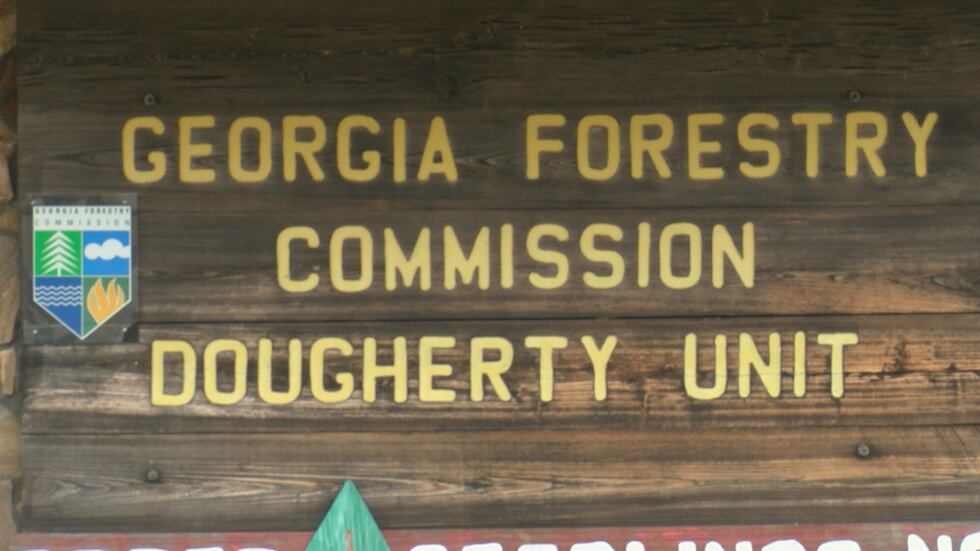 GEORGIA FORESTRY
COMMISSION
DOUGHERTY UNIT
GEORGIA FORESTRY
COMMISSION